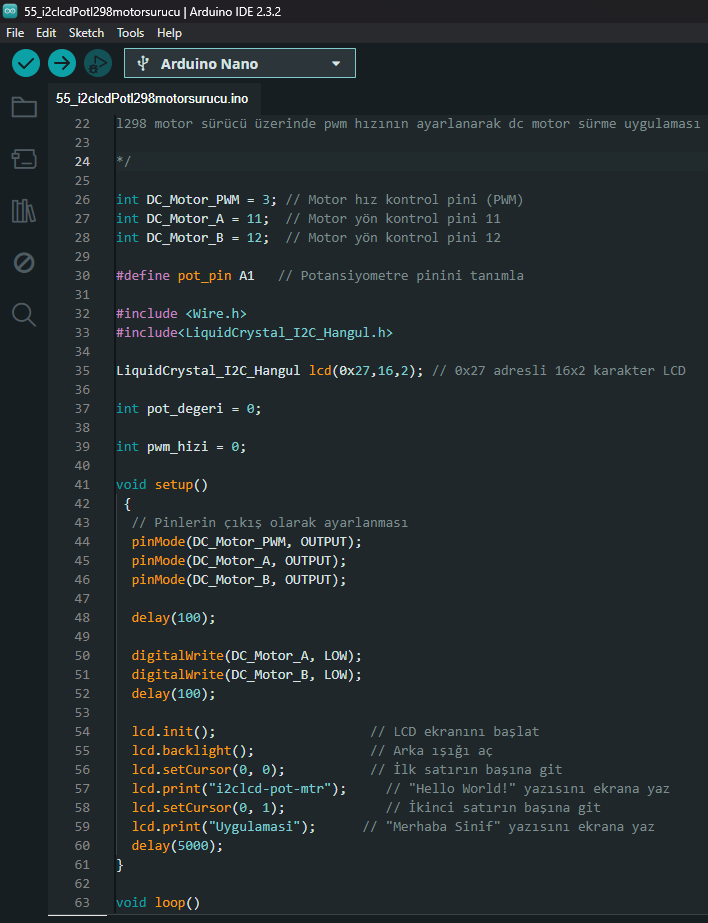 55_i2clcdPotl298motorsurucu | Arduino IDE 2.3.2
File Edit Sketch Tools Help
Arduino Nano
55_i2clcdPotl298motorsurucu.ino
22 l298 motor sürücü üzerinde pwm hızının ayarlanarak dc motor sürme uygulaması
23
24 */
25
26 int DC_Motor_PWM = 3; // Motor hız kontrol pini (PWM)
27 int DC_Motor_A = 11;  // Motor yön kontrol pini 11
28 int DC_Motor_B = 12;  // Motor yön kontrol pini 12
29
30 #define pot_pin A1   // Potansiyometre pinini tanımla
31
32 #include <Wire.h>
33 #include<LiquidCrystal_I2C_Hangul.h>
34
35 LiquidCrystal_I2C_Hangul lcd(0x27,16,2); // 0x27 adresli 16x2 karakter LCD
36
37 int pot_degeri = 0;
38
39 int pwm_hizi = 0;
40
41 void setup()
42  {
43   // Pinlerin çıkış olarak ayarlanması
44   pinMode(DC_Motor_PWM, OUTPUT);
45   pinMode(DC_Motor_A, OUTPUT);
46   pinMode(DC_Motor_B, OUTPUT);
47
48   delay(100);
49
50   digitalWrite(DC_Motor_A, LOW);
51   digitalWrite(DC_Motor_B, LOW);
52   delay(100);
53
54   lcd.init();                    // LCD ekranını başlat
55   lcd.backlight();               // Arka ışığı aç
56   lcd.setCursor(0, 0);           // İlk satırın başına git
57   lcd.print("i2clcd-pot-mtr");     // "Hello World!" yazısını ekrana yaz
58   lcd.setCursor(0, 1);             // İkinci satırın başına git
59   lcd.print("Uygulamasi");      // "Merhaba Sinif" yazısını ekrana yaz
60   delay(5000);
61 }
62
63 void loop()